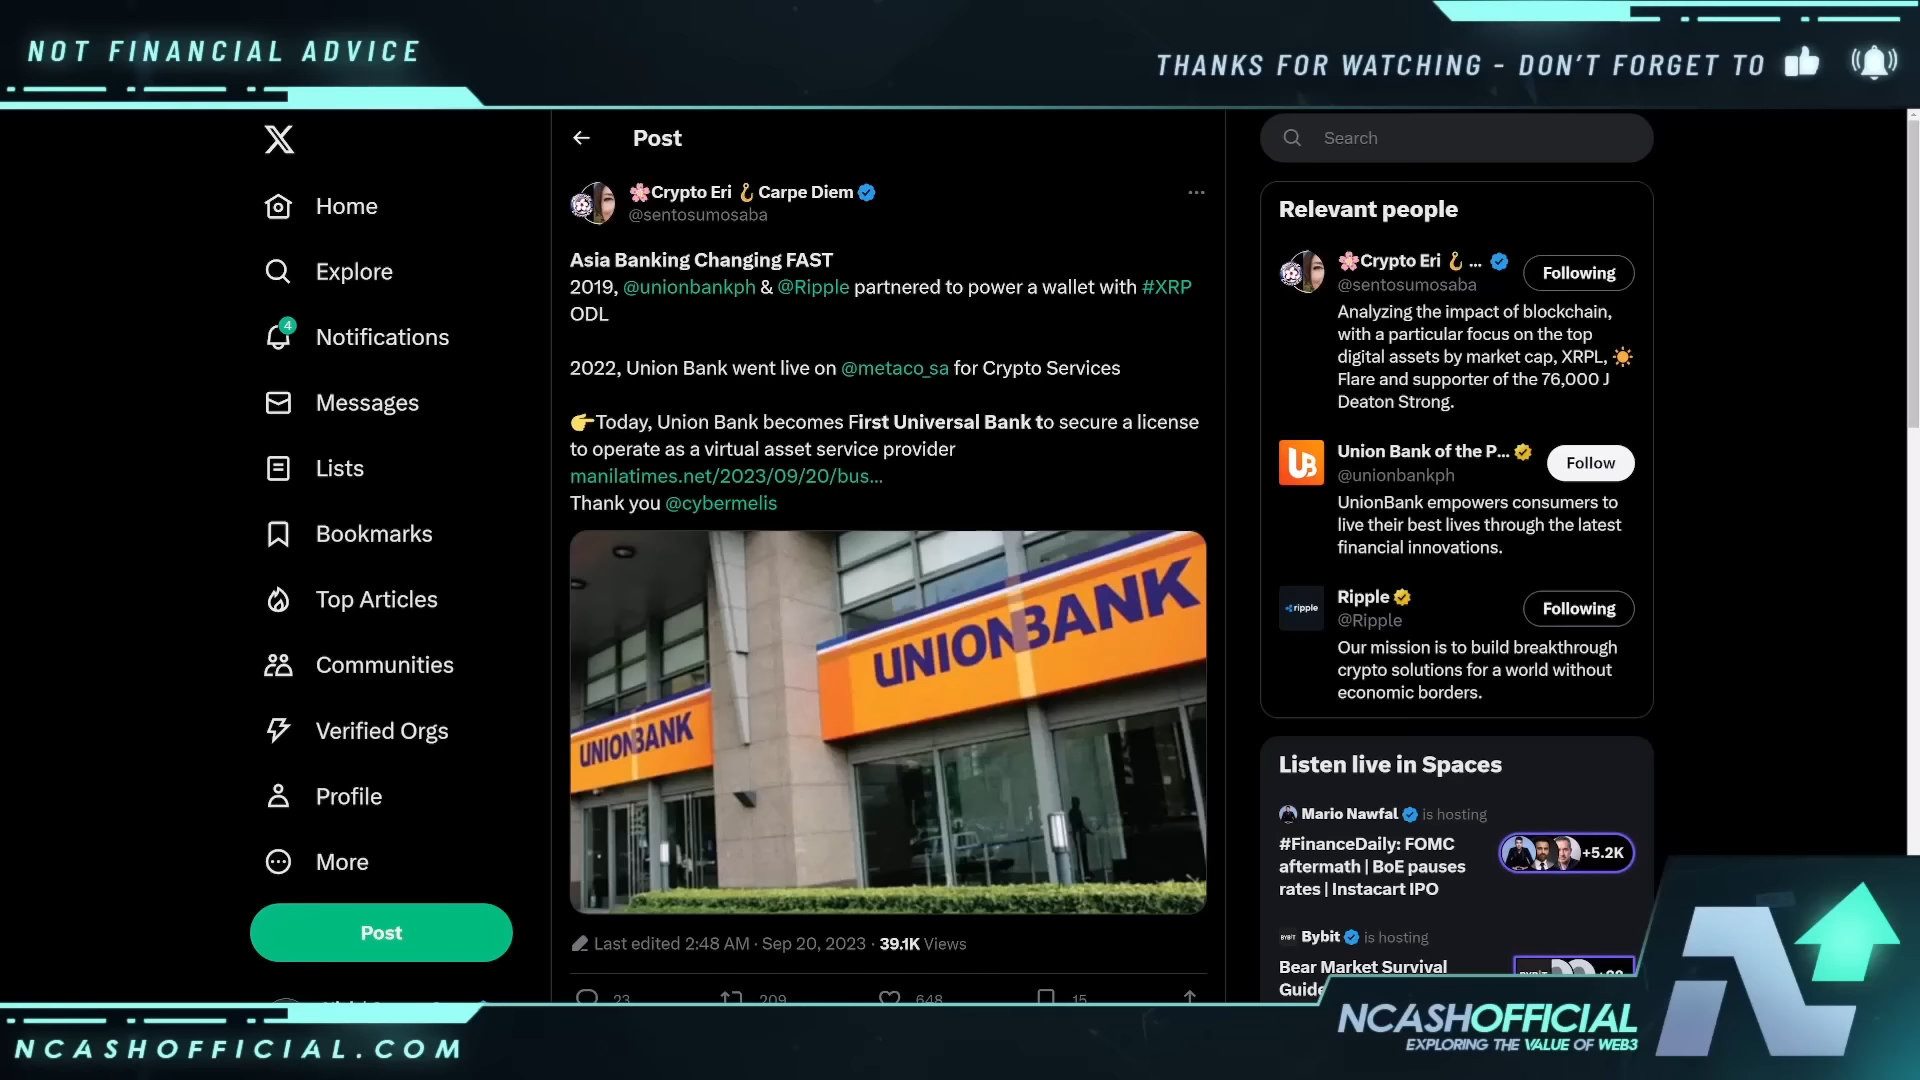 NOT FINANCIAL ADVICE
THANKS FOR WATCHING - DON'T FORGET TO
X
Home
Explore
4
Notifications
Messages
Lists
Bookmarks
Top Articles
Communities
Verified Orgs
Profile
More
Post
Post
🌸Crypto Eri 🪝Carpe Diem
@sentosumosaba
Asia Banking Changing FAST
2019, @unionbankph & @Ripple partnered to power a wallet with #XRP
ODL
2022, Union Bank went live on @metaco_sa for Crypto Services
👉Today, Union Bank becomes First Universal Bank to secure a license
to operate as a virtual asset service provider
manilatimes.net/2023/09/20/bus...
Thank you @cybermelis
UNIONBANK
UNIONBANK
Last edited 2:48 AM · Sep 20, 2023 · 39.1K Views
23 209 648 15
Search
Relevant people
🌸Crypto Eri 🪝...
@sentosumosaba
Following
Analyzing the impact of blockchain,
with a particular focus on the top
digital assets by market cap, XRPL, ☀️
Flare and supporter of the 76,000 J
Deaton Strong.
UB
Union Bank of the P...
@unionbankph
Follow
UnionBank empowers consumers to
live their best lives through the latest
financial innovations.
ripple
Ripple
@Ripple
Following
Our mission is to build breakthrough
crypto solutions for a world without
economic borders.
Listen live in Spaces
Mario Nawfal is hosting
#FinanceDaily: FOMC
aftermath | BoE pauses
rates | Instacart IPO
+5.2K
BYBIT Bybit is hosting
Bear Market Survival
Guide
NCASHOFFICIAL.COM
NCASHOFFICIAL
EXPLORING THE VALUE OF WEB3